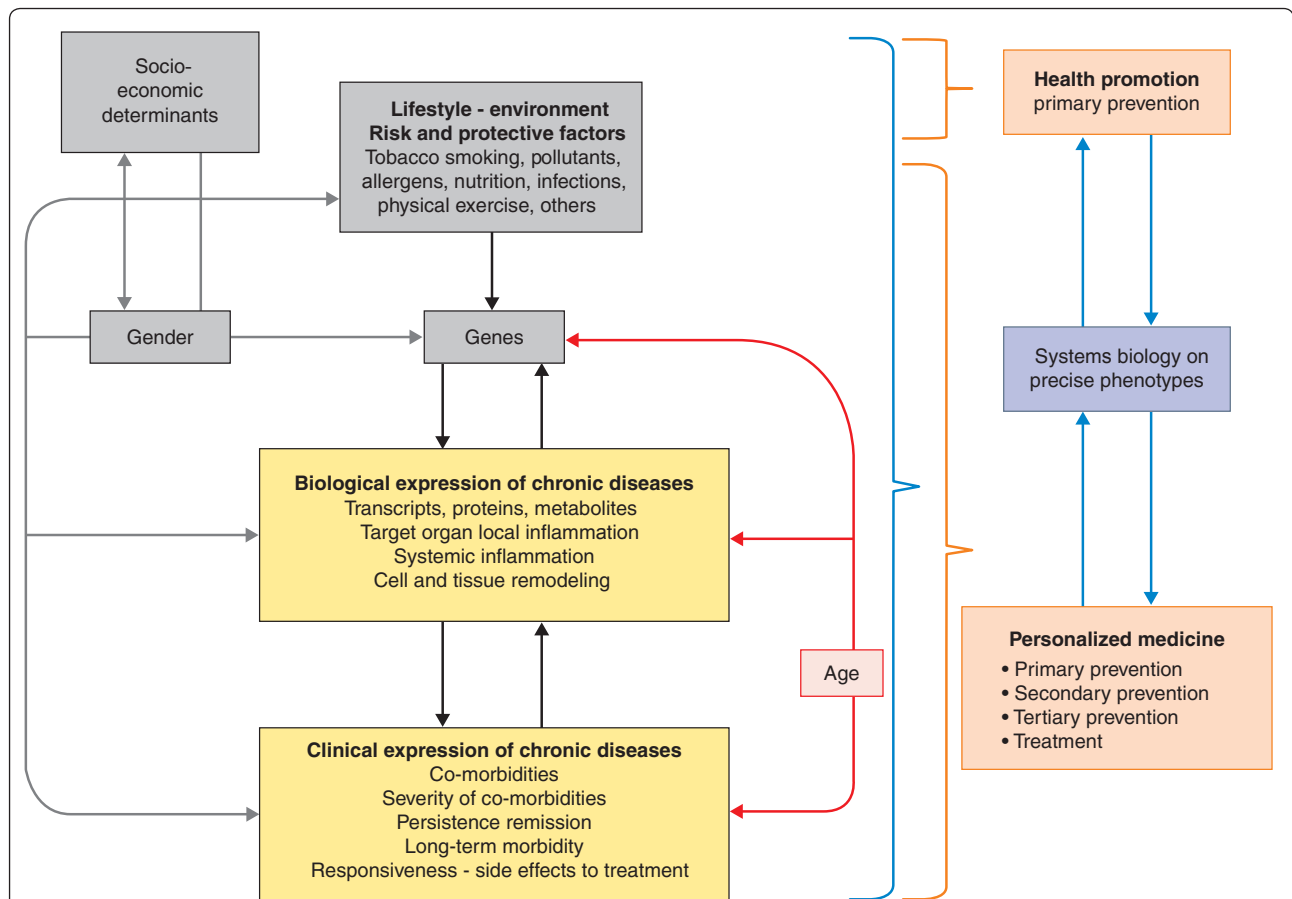 Socio-
economic
determinants
Lifestyle - environment
Risk and protective factors
Tobacco smoking, pollutants,
allergens, nutrition, infections,
physical exercise, others
Gender
Genes
Biological expression of chronic diseases
Transcripts, proteins, metabolites
Target organ local inflammation
Systemic inflammation
Cell and tissue remodeling
Age
Clinical expression of chronic diseases
Co-morbidities
Severity of co-morbidities
Persistence remission
Long-term morbidity
Responsiveness - side effects to treatment
Health promotion
primary prevention
Systems biology on
precise phenotypes
Personalized medicine
• Primary prevention
• Secondary prevention
• Tertiary prevention
• Treatment